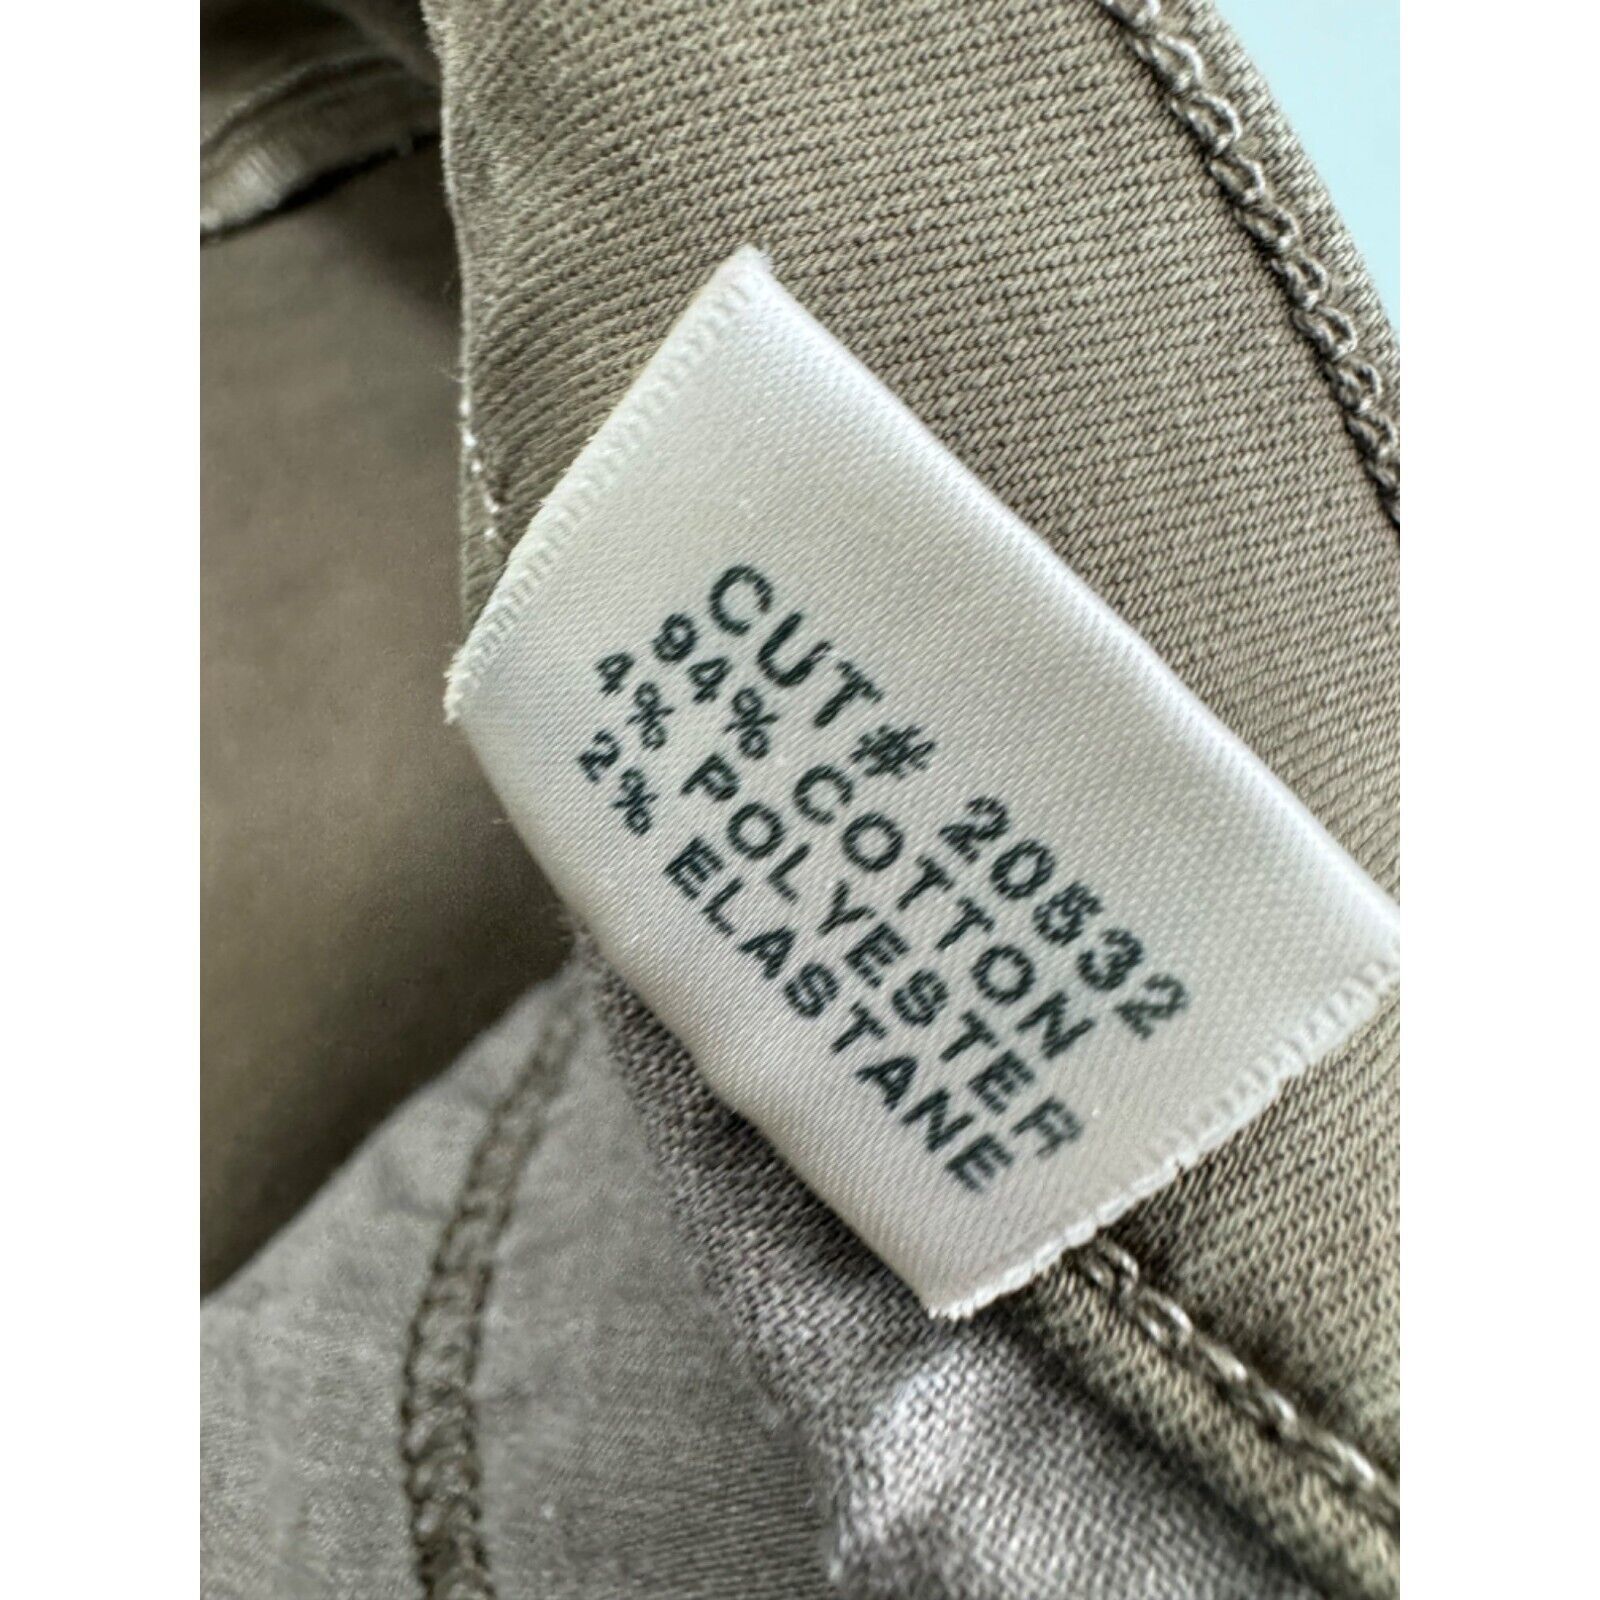 CUT# 20532
94% COTTON
4% POLYESTER
2% ELASTANE